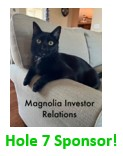 Magnolia Investor
Relations
Hole 7 Sponsor!